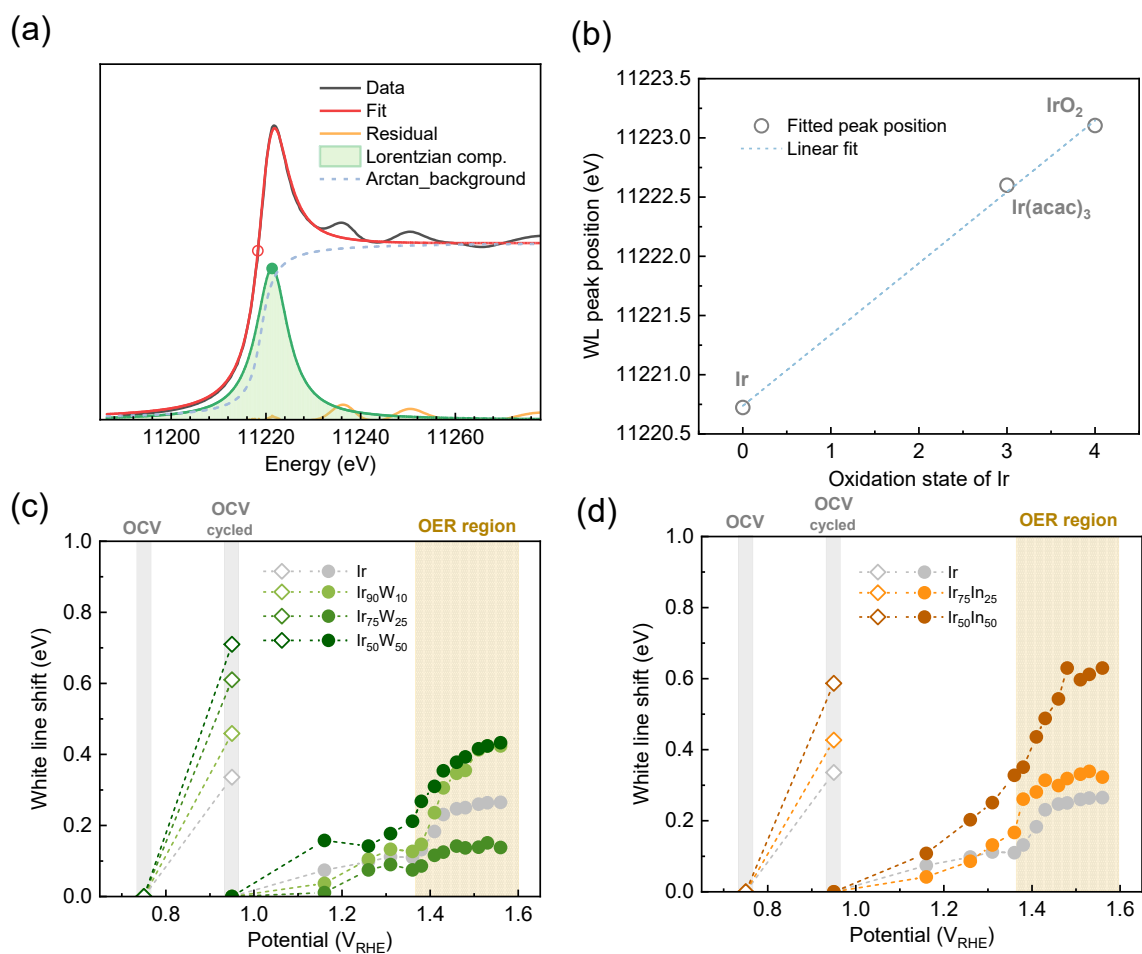 (a)
Data
Fit
Residual
Lorentzian comp.
Arctan_background
11200
11220
11240
11260
Energy (eV)
(b)
11223.5
11223.0
11222.5
11222.0
11221.5
11221.0
11220.5
WL peak position (eV)
IrO₂
Fitted peak position
Linear fit
Ir(acac)₃
Ir
0
1
2
3
4
Oxidation state of Ir
(c)
OCV
OCV
cycled
OER region
1.0
0.8
0.6
0.4
0.2
0.0
White line shift (eV)
Ir
Ir₉₀W₁₀
Ir₇₅W₂₅
Ir₅₀W₅₀
0.8
1.0
1.2
1.4
1.6
Potential (V_RHE)
(d)
OCV
OCV
cycled
OER region
1.0
0.8
0.6
0.4
0.2
0.0
White line shift (eV)
Ir
Ir₇₅In₂₅
Ir₅₀In₅₀
0.8
1.0
1.2
1.4
1.6
Potential (V_RHE)